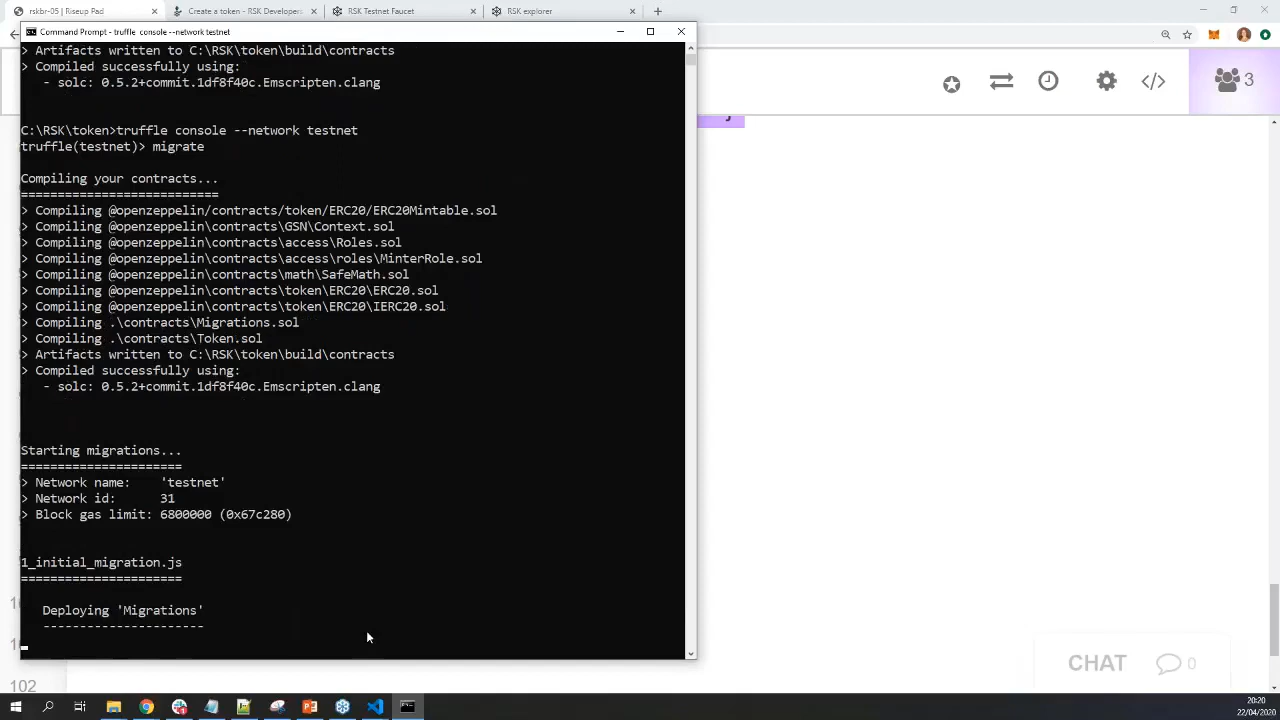 rskbr-05 | Riseup Pad
Create a token - RSK Developers
RSK Testnet Faucet
RSK explorer
Command Prompt - truffle console --network testnet
> Artifacts written to C:\RSK\token\build\contracts
> Compiled successfully using:
- solc: 0.5.2+commit.1df8f40c.Emscripten.clang
C:\RSK\token>truffle console --network testnet
truffle(testnet)> migrate
Compiling your contracts...
===========================
> Compiling @openzeppelin/contracts/token/ERC20/ERC20Mintable.sol
> Compiling @openzeppelin\contracts\GSN\Context.sol
> Compiling @openzeppelin\contracts\access\Roles.sol
> Compiling @openzeppelin\contracts\access\roles\MinterRole.sol
> Compiling @openzeppelin\contracts\math\SafeMath.sol
> Compiling @openzeppelin\contracts\token\ERC20\ERC20.sol
> Compiling @openzeppelin\contracts\token\ERC20\IERC20.sol
> Compiling .\contracts\Migrations.sol
> Compiling .\contracts\Token.sol
> Artifacts written to C:\RSK\token\build\contracts
> Compiled successfully using:
- solc: 0.5.2+commit.1df8f40c.Emscripten.clang
Starting migrations...
======================
> Network name: 'testnet'
> Network id: 31
> Block gas limit: 6800000 (0x67c280)
1_initial_migration.js
======================
Deploying 'Migrations'
----------------------
3
102
CHAT 0
20:20
22/04/2020